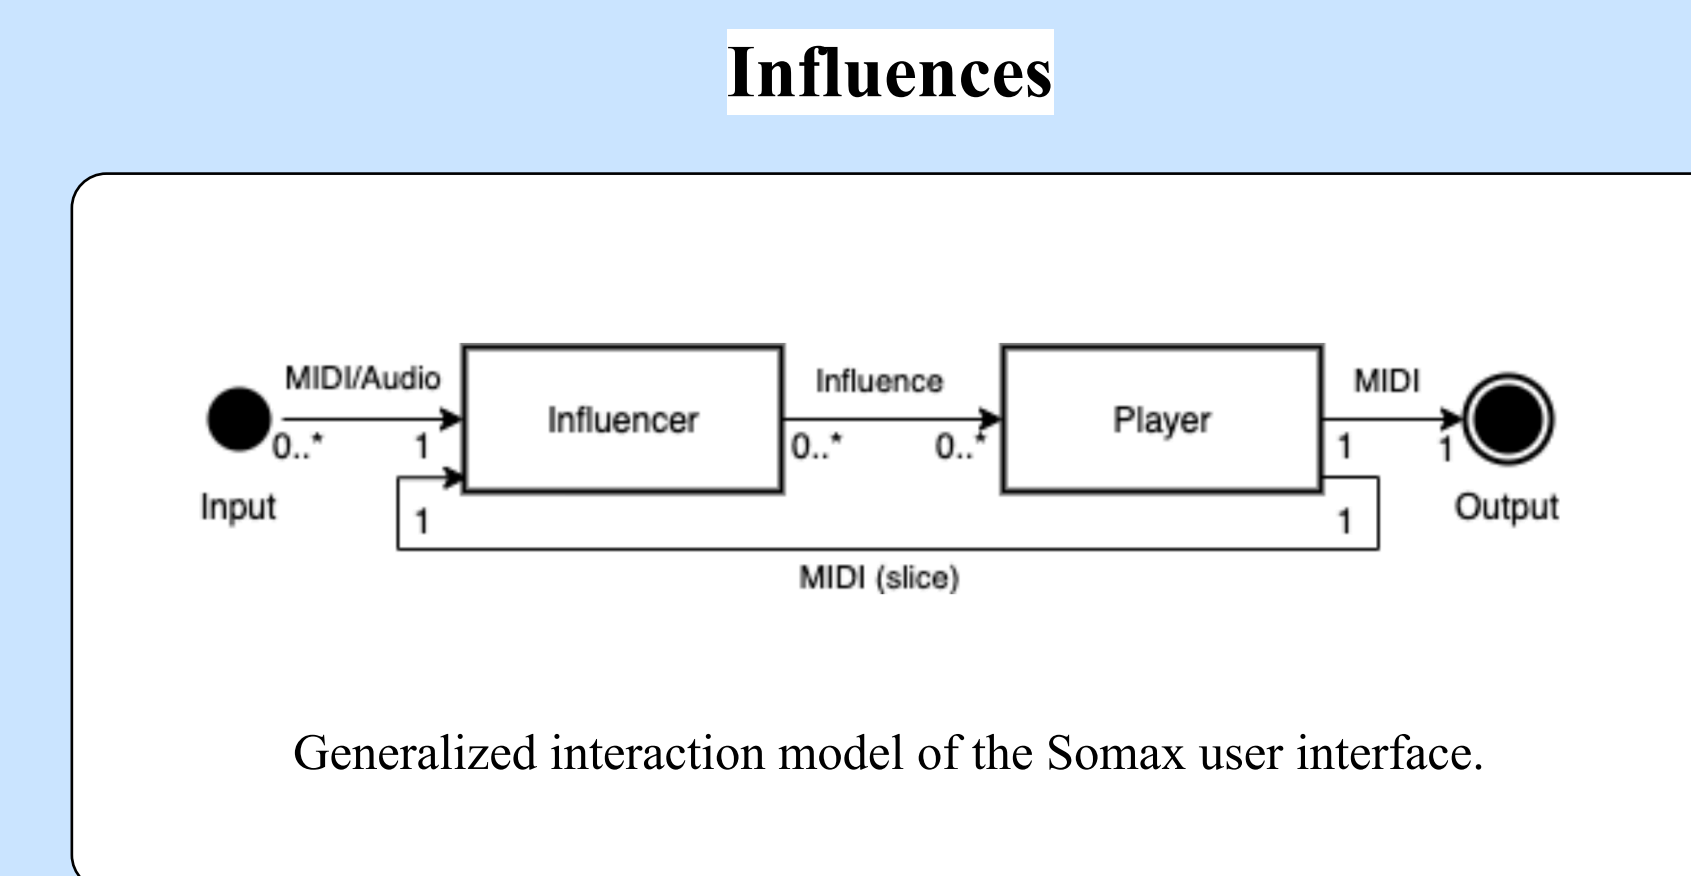 Influences
MIDI/Audio
Influence
MIDI
Influencer
Player
0..*
1
0..*
0..*
1
1
Input
Output
1
1
MIDI (slice)
Generalized interaction model of the Somax user interface.